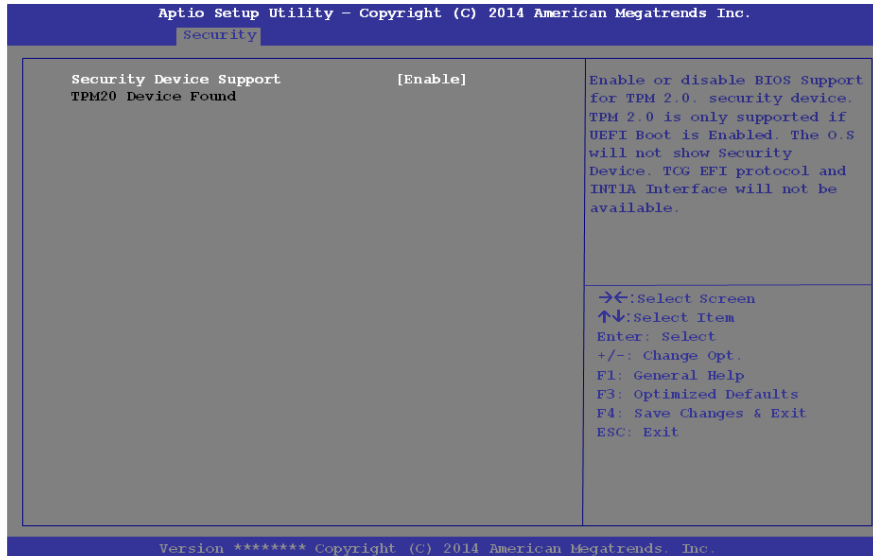 Aptio Setup Utility – Copyright (C) 2014 American Megatrends Inc.
Security
Security Device Support [Enable]
TPM20 Device Found
Enable or disable BIOS Support
for TPM 2.0. security device.
TPM 2.0 is only supported if
UEFI Boot is Enabled. The O.S
will not show Security
Device. TCG EFI protocol and
INT1A Interface will not be
available.
→←:Select Screen
↑↓:Select Item
Enter: Select
+/-: Change Opt.
F1: General Help
F3: Optimized Defaults
F4: Save Changes & Exit
ESC: Exit
Version ******** Copyright (C) 2014 American Megatrends. Inc.